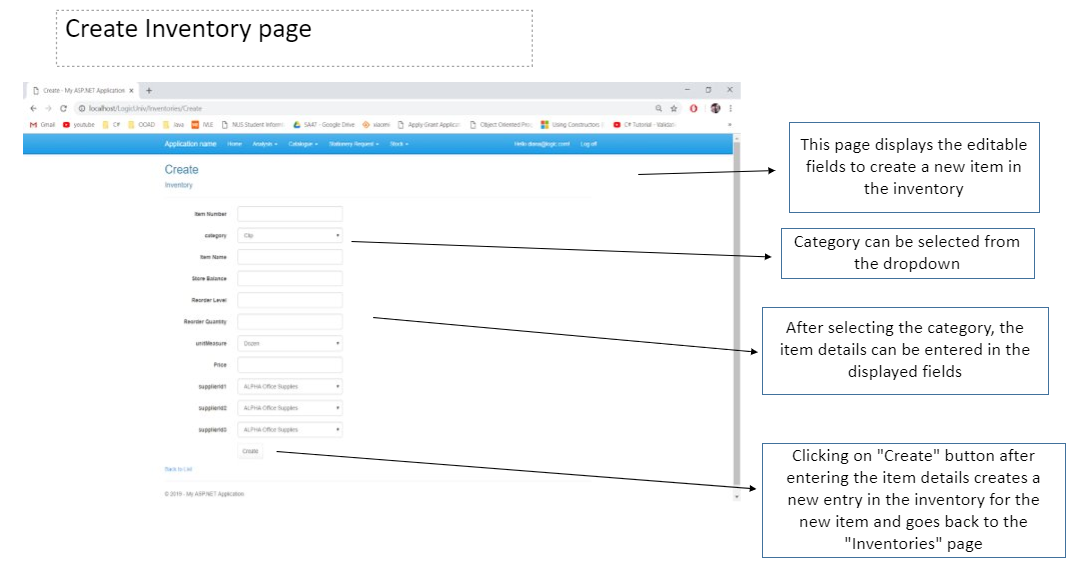 Create Inventory page
Create - My ASP.NET Application
localhost/LogicUniv/Inventories/Create
Gmail youtube C# OOAD Java IVLE NUS Student SAAT - Google Drive Apply Grant Object Oriented Using Constructors C# Tutorial
Application name Home Analysis Catalogue Stationery Request Stock Log off
Create
Inventory
Item Number
category Clip
Item Name
Store Balance
Reorder Level
Reorder Quantity
unitMeasure Dozen
Price
supplierId1 ALPHA Office Supplies
supplierId2 ALPHA Office Supplies
supplierId3 ALPHA Office Supplies
Create
Back to List
© 2019 - My ASP.NET Application
This page displays the editable
fields to create a new item in
the inventory
Category can be selected from
the dropdown
After selecting the category, the
item details can be entered in the
displayed fields
Clicking on "Create" button after
entering the item details creates a
new entry in the inventory for the
new item and goes back to the
"Inventories" page